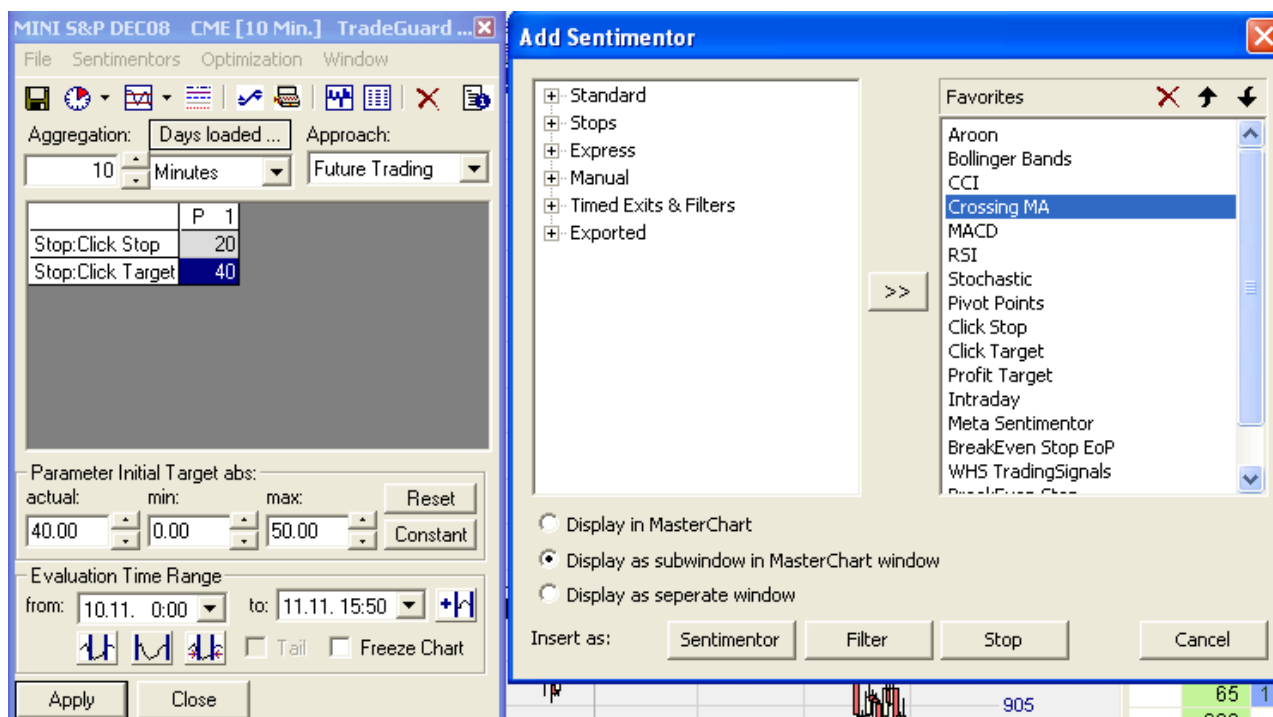 MINI S&P DEC08 CME [10 Min.] TradeGuard ...
File Sentimentors Optimization Window
Aggregation: Days loaded ... Approach:
10 Minutes Future Trading
P 1
Stop:Click Stop 20
Stop:Click Target 40
Parameter Initial Target abs:
actual: min: max: Reset
40.00 0.00 50.00 Constant
Evaluation Time Range
from: 10.11. 0:00 to: 11.11. 15:50
Tail Freeze Chart
Apply Close
Add Sentimentor
Standard
Stops
Express
Manual
Timed Exits & Filters
Exported
>>
Favorites
Aroon
Bollinger Bands
CCI
Crossing MA
MACD
RSI
Stochastic
Pivot Points
Click Stop
Click Target
Profit Target
Intraday
Meta Sentimentor
BreakEven Stop EoP
WHS TradingSignals
BreakEven Stop
Display in MasterChart
Display as subwindow in MasterChart window
Display as seperate window
Insert as: Sentimentor Filter Stop Cancel
905
65 1